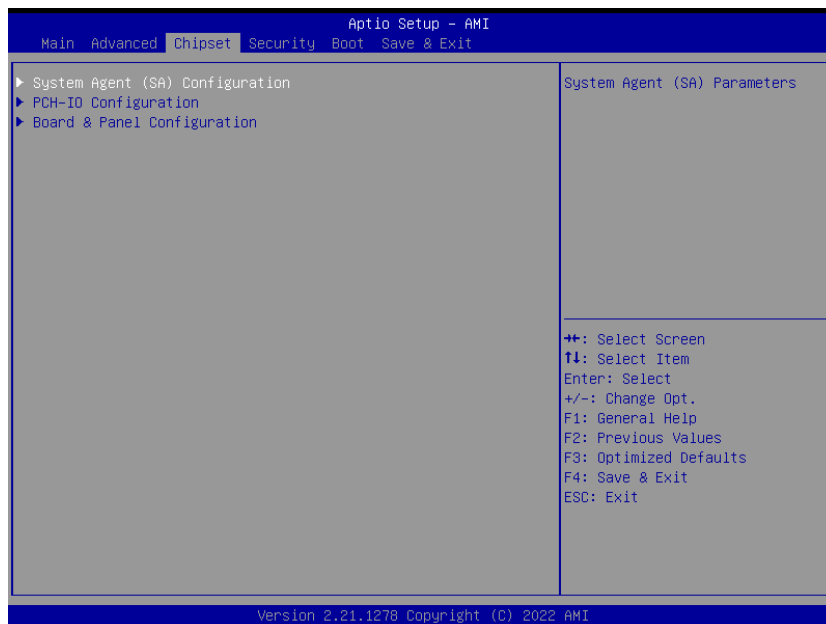 Aptio Setup – AMI
Main Advanced Chipset Security Boot Save & Exit
▶ System Agent (SA) Configuration
▶ PCH-IO Configuration
▶ Board & Panel Configuration
System Agent (SA) Parameters
→←: Select Screen
↑↓: Select Item
Enter: Select
+/-: Change Opt.
F1: General Help
F2: Previous Values
F3: Optimized Defaults
F4: Save & Exit
ESC: Exit
Version 2.21.1278 Copyright (C) 2022 AMI